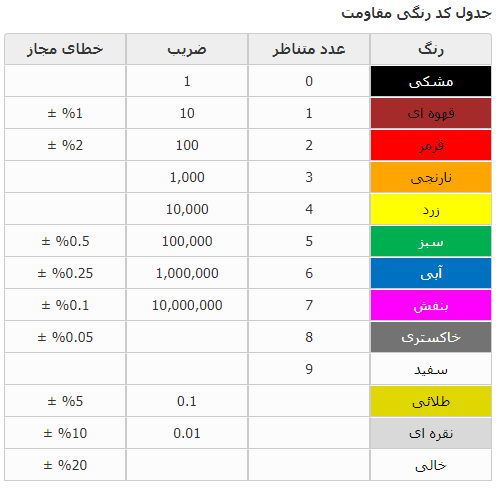 جدول کد رنگی مقاومت
رنگ عدد متناظر ضریب خطای مجاز
مشکی 0 1
قهوه ای 1 10 ± %1
قرمز 2 100 ± %2
نارنجی 3 1,000
زرد 4 10,000
سبز 5 100,000 ± %0.5
آبی 6 1,000,000 ± %0.25
بنفش 7 10,000,000 ± %0.1
خاکستری 8 ± %0.05
سفید 9
طلائی 0.1 ± %5
نقره ای 0.01 ± %10
خالی ± %20